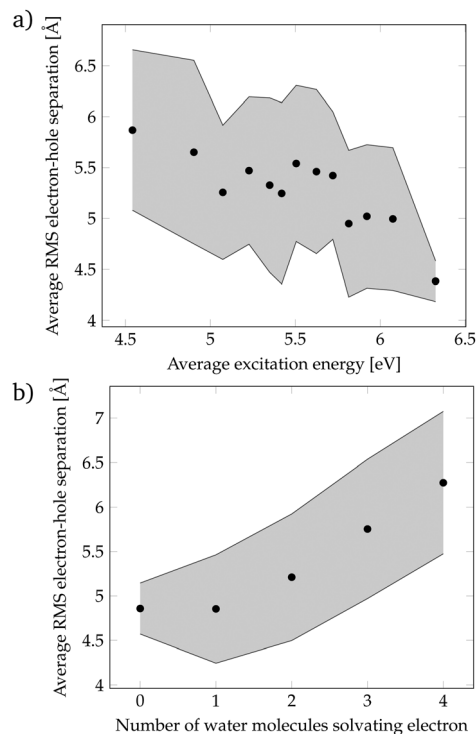 a)
Average RMS electron-hole separation [Å]
6.5
6
5.5
5
4.5
4
4.5 5 5.5 6 6.5
Average excitation energy [eV]
b)
Average RMS electron-hole separation [Å]
7
6.5
6
5.5
5
4.5
4
0 1 2 3 4
Number of water molecules solvating electron